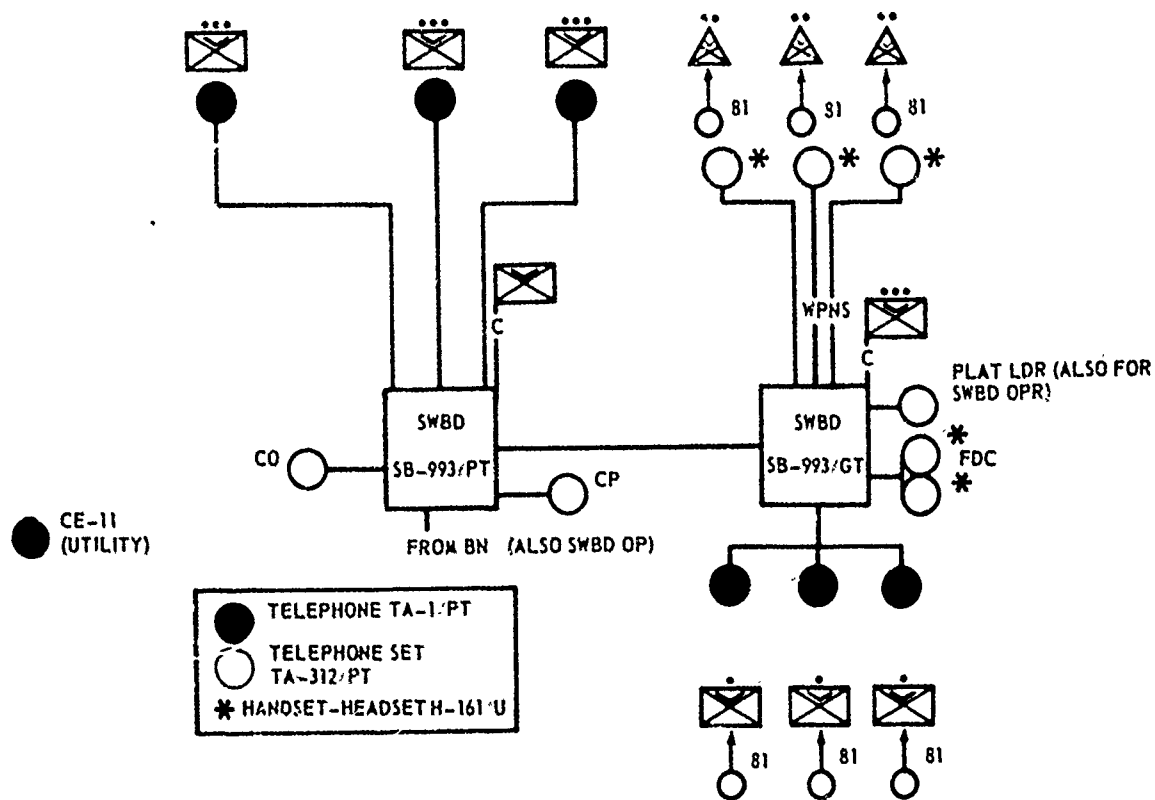 81
81
81
*
*
*
WPNS
C
C
PLAT LDR (ALSO FOR
SWBD OPR)
SWBD
SB-993/PT
SWBD
SB-993/GT
*
FDC
*
CO
CP
FROM BN (ALSO SWBD OP)
CE-11
(UTILITY)
TELEPHONE TA-1/PT
TELEPHONE SET
TA-312/PT
* HANDSET-HEADSET H-161/U
81
81
81